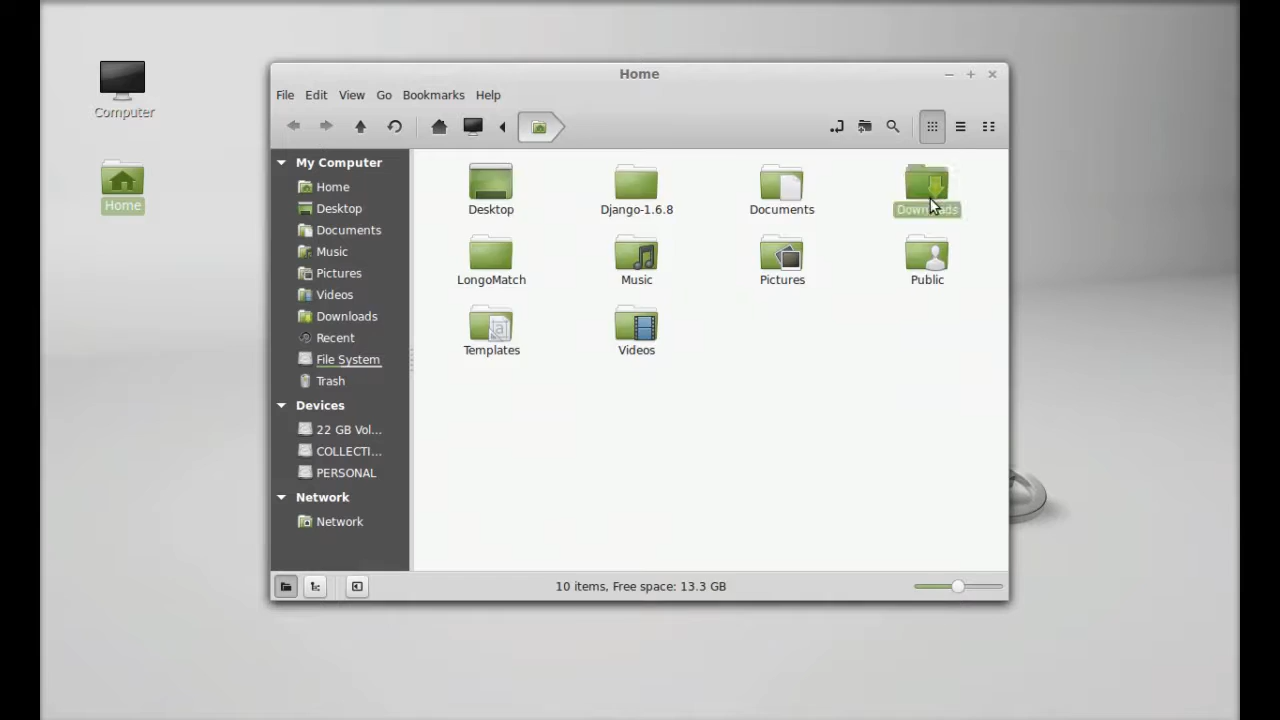 Computer
Home
Home
File Edit View Go Bookmarks Help
My Computer
Home
Desktop
Documents
Music
Pictures
Videos
Downloads
Recent
File System
Trash
Devices
22 GB Vol...
COLLECTI...
PERSONAL
Network
Network
Desktop
Django-1.6.8
Documents
Downloads
LongoMatch
Music
Pictures
Public
Templates
Videos
10 items, Free space: 13.3 GB